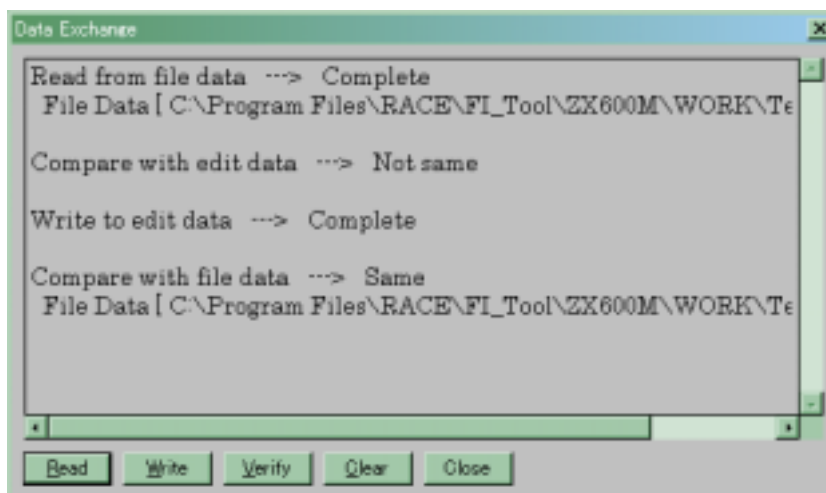 Data Exchange
Read from file data ---> Complete
File Data [ C:\Program Files\RACE\FI_Tool\ZX600M\WORK\Te
Compare with edit data ---> Not same
Write to edit data ---> Complete
Compare with file data ---> Same
File Data [ C:\Program Files\RACE\FI_Tool\ZX600M\WORK\Te
Read Write Verify Clear Close